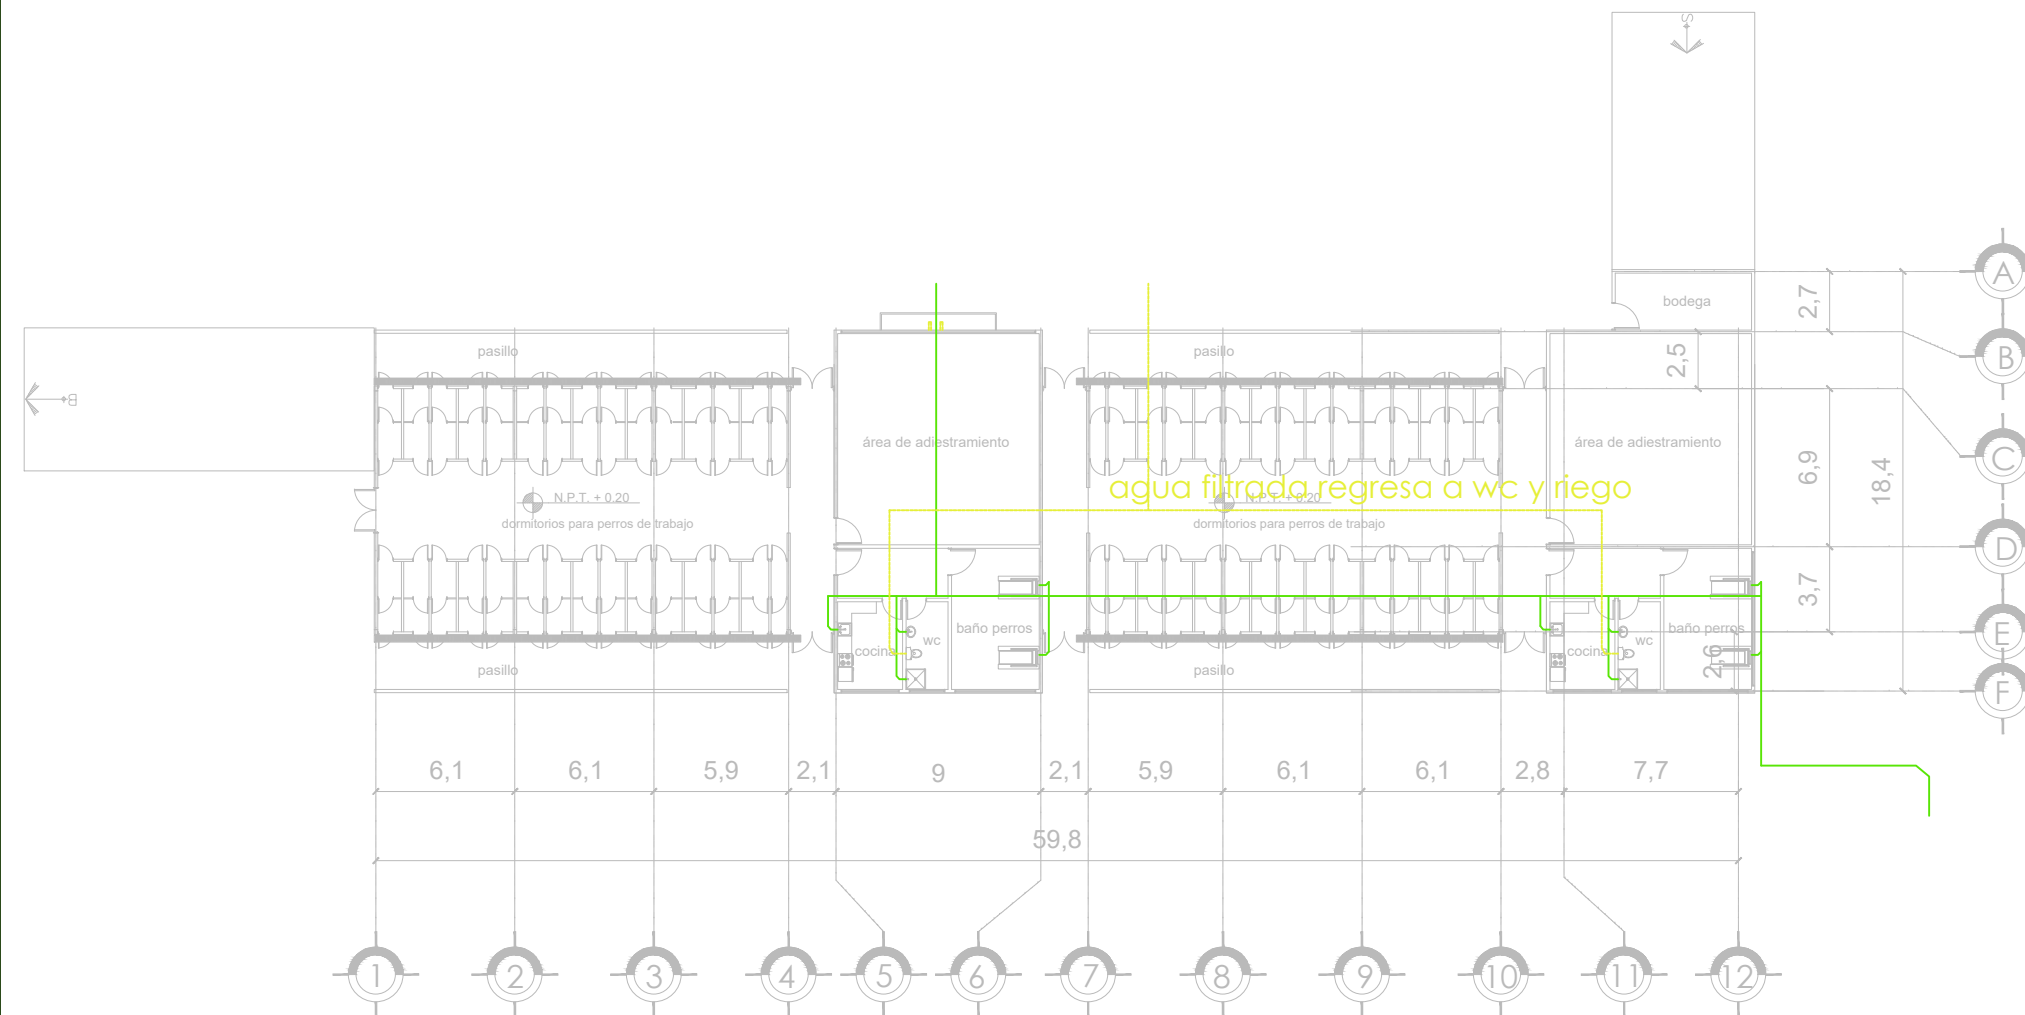 S
A
bodega
2,7
pasillo
pasillo
2,5
B
B
área de adiestramiento
área de adiestramiento
C
6,9
18,4
agua filtrada regresa a wc y riego
N.P.T. + 0.20
N.P.T. + 0.20
dormitorios para perros de trabajo
dormitorios para perros de trabajo
D
3,7
baño perros
baño perros
wc
wc
E
cocina
cocina
2,6
pasillo
pasillo
F
6,1
6,1
5,9
2,1
9
2,1
5,9
6,1
6,1
2,8
7,7
59,8
1
2
3
4
5
6
7
8
9
10
11
12